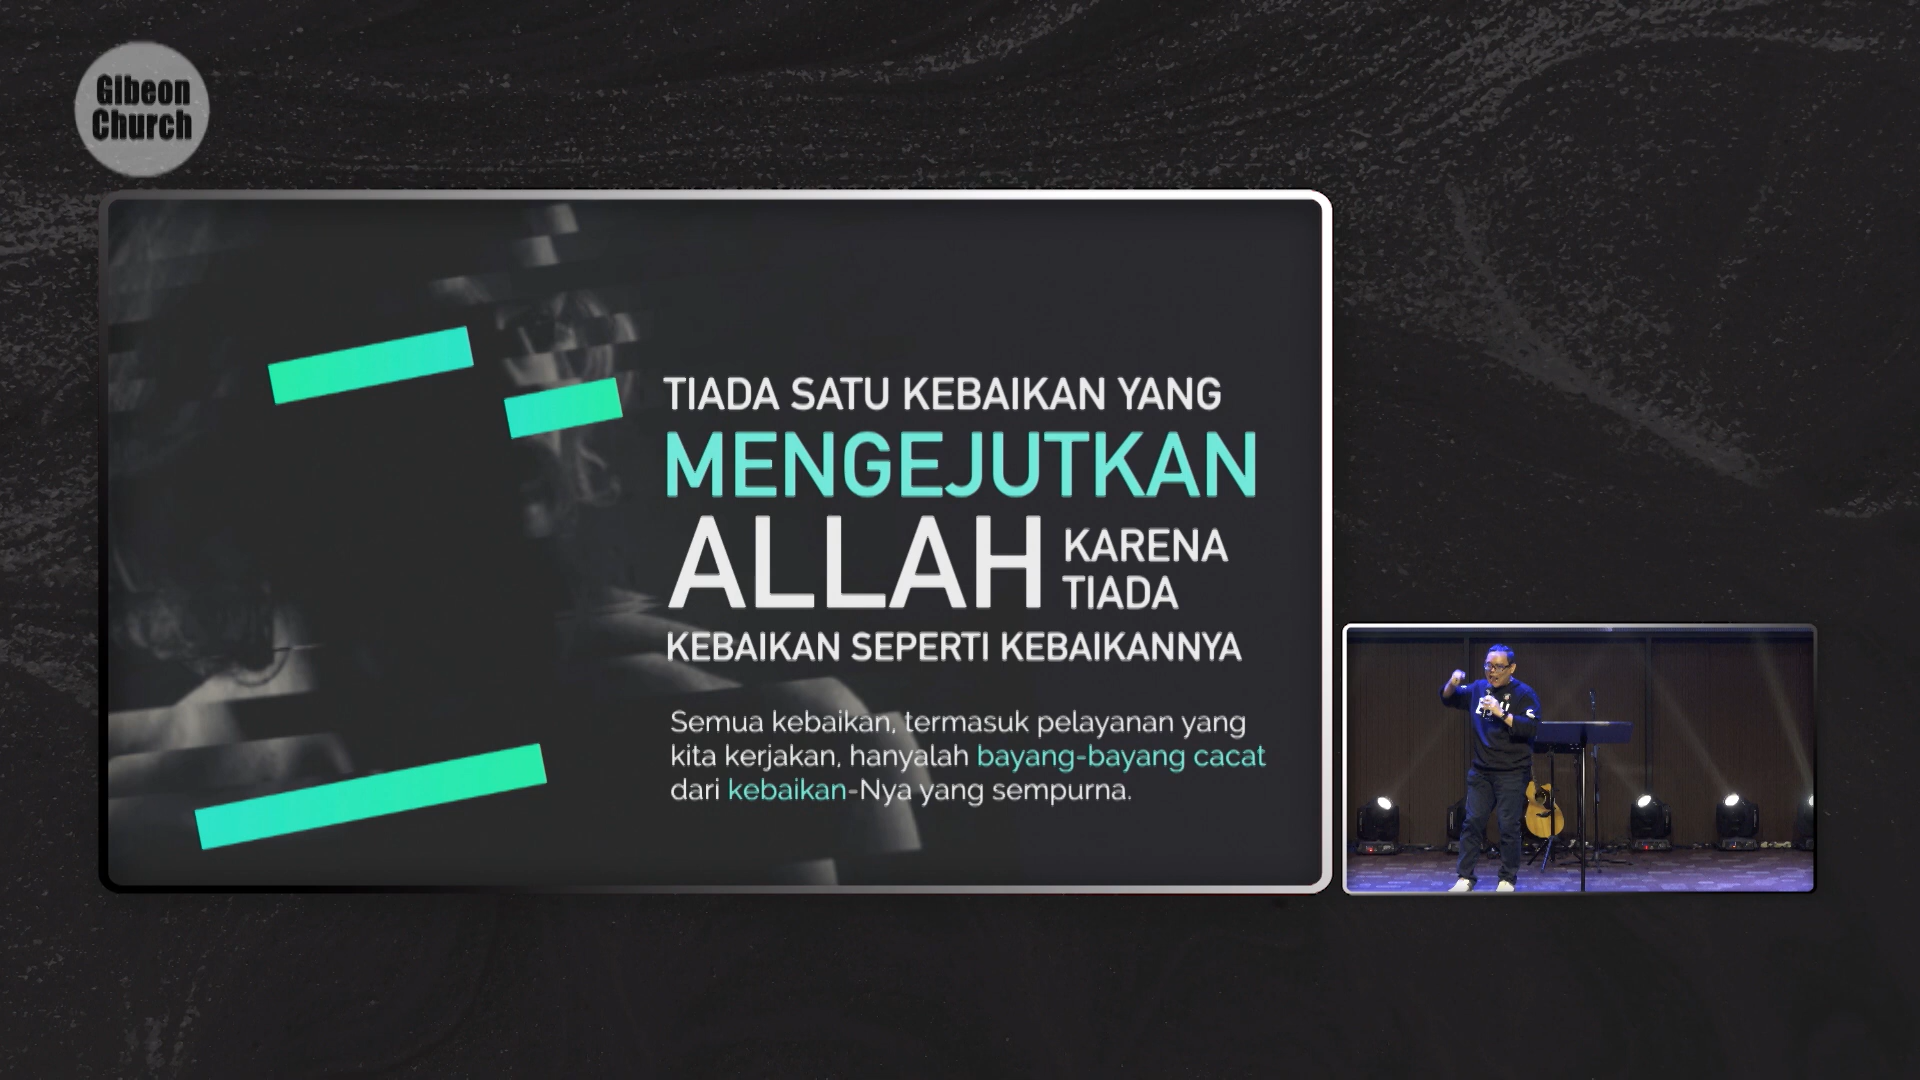 Gibeon
Church
TIADA SATU KEBAIKAN YANG
MENGEJUTKAN
ALLAH KARENA
TIADA
KEBAIKAN SEPERTI KEBAIKANNYA
Semua kebaikan, termasuk pelayanan yang
kita kerjakan, hanyalah bayang-bayang cacat
dari kebaikan-Nya yang sempurna.